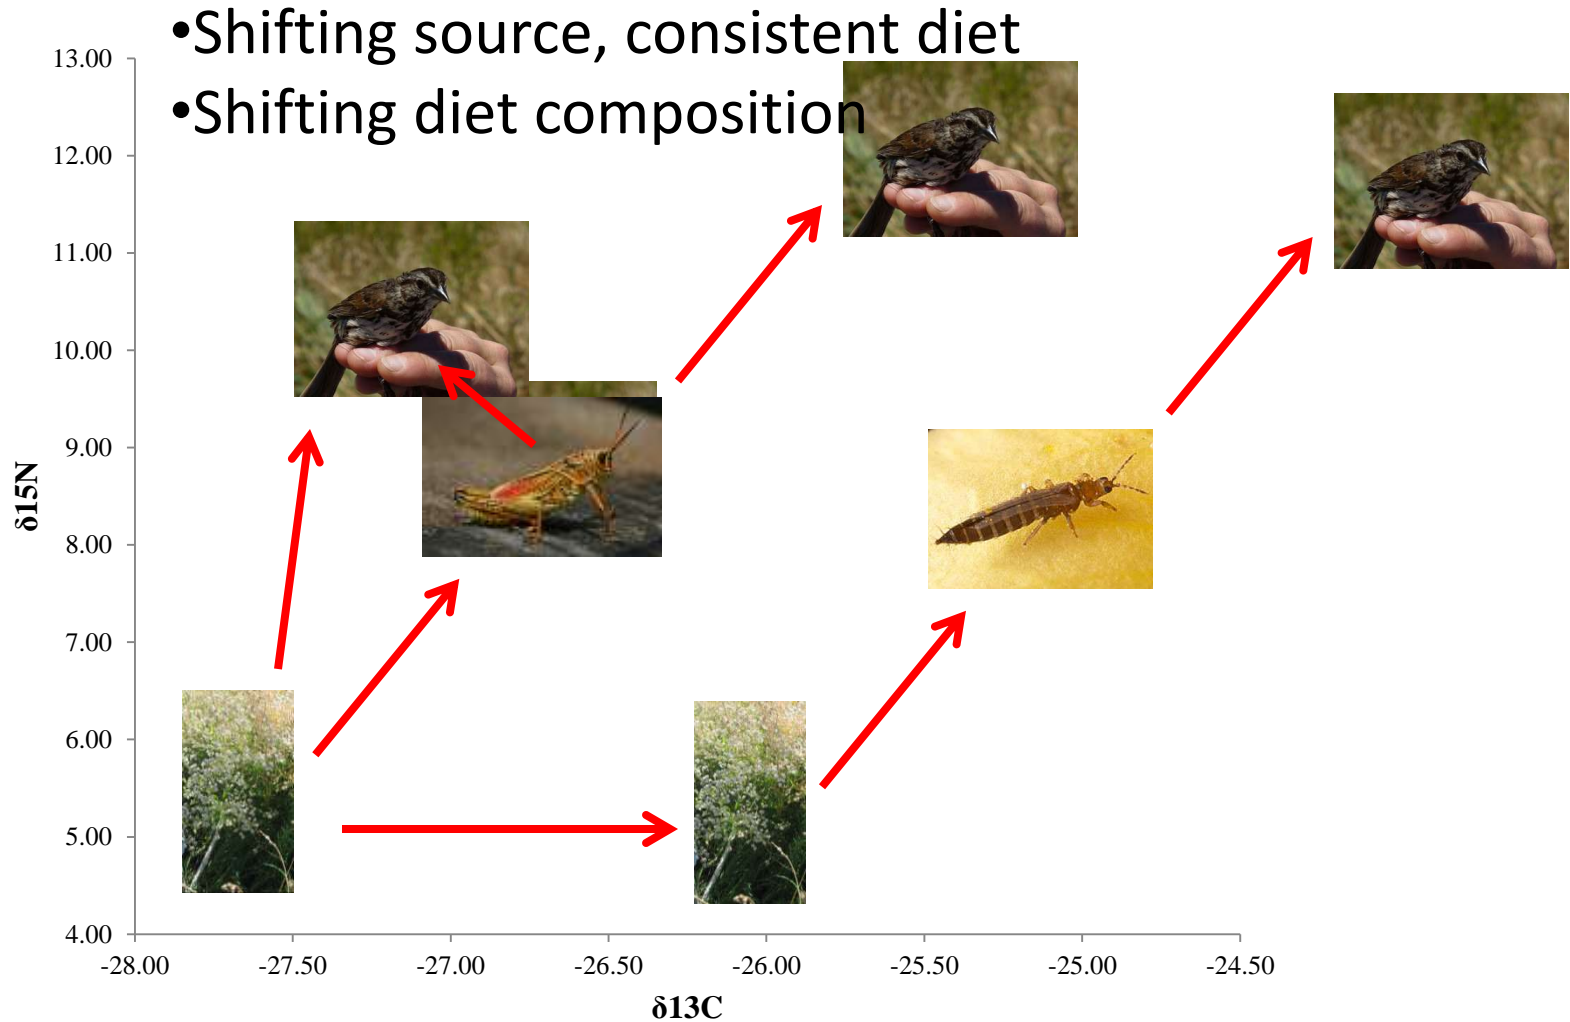 •Shifting source, consistent diet
•Shifting diet composition
13.00
12.00
11.00
10.00
9.00
8.00
7.00
6.00
5.00
4.00
δ15N
-28.00 -27.50 -27.00 -26.50 -26.00 -25.50 -25.00 -24.50
δ13C